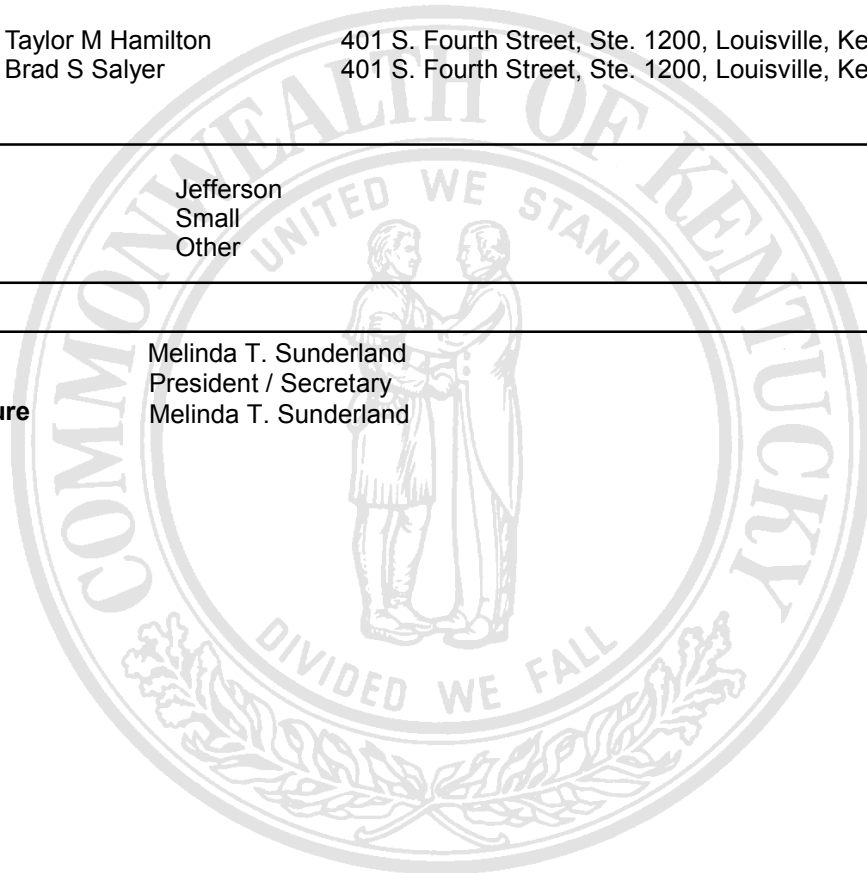 Taylor M Hamilton 401 S. Fourth Street, Ste. 1200, Louisville, Ke
Brad S Salyer 401 S. Fourth Street, Ste. 1200, Louisville, Ke
Jefferson
Small
Other
Melinda T. Sunderland
President / Secretary
ure Melinda T. Sunderland
COMMONWEALTH OF KENTUCKY
UNITED WE STAND
DIVIDED WE FALL